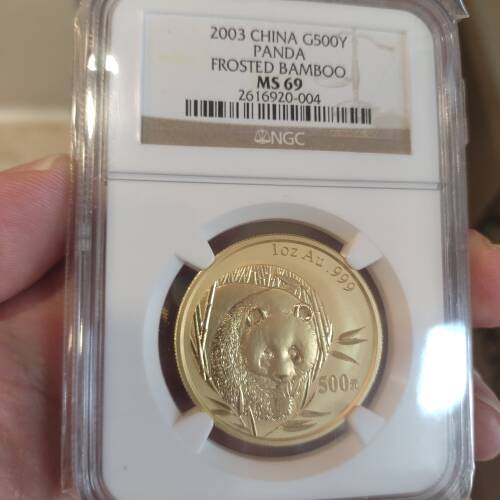 2003 CHINA G500Y
PANDA
FROSTED BAMBOO
MS 69
2616920-004
NGC
1oz Au .999
500元